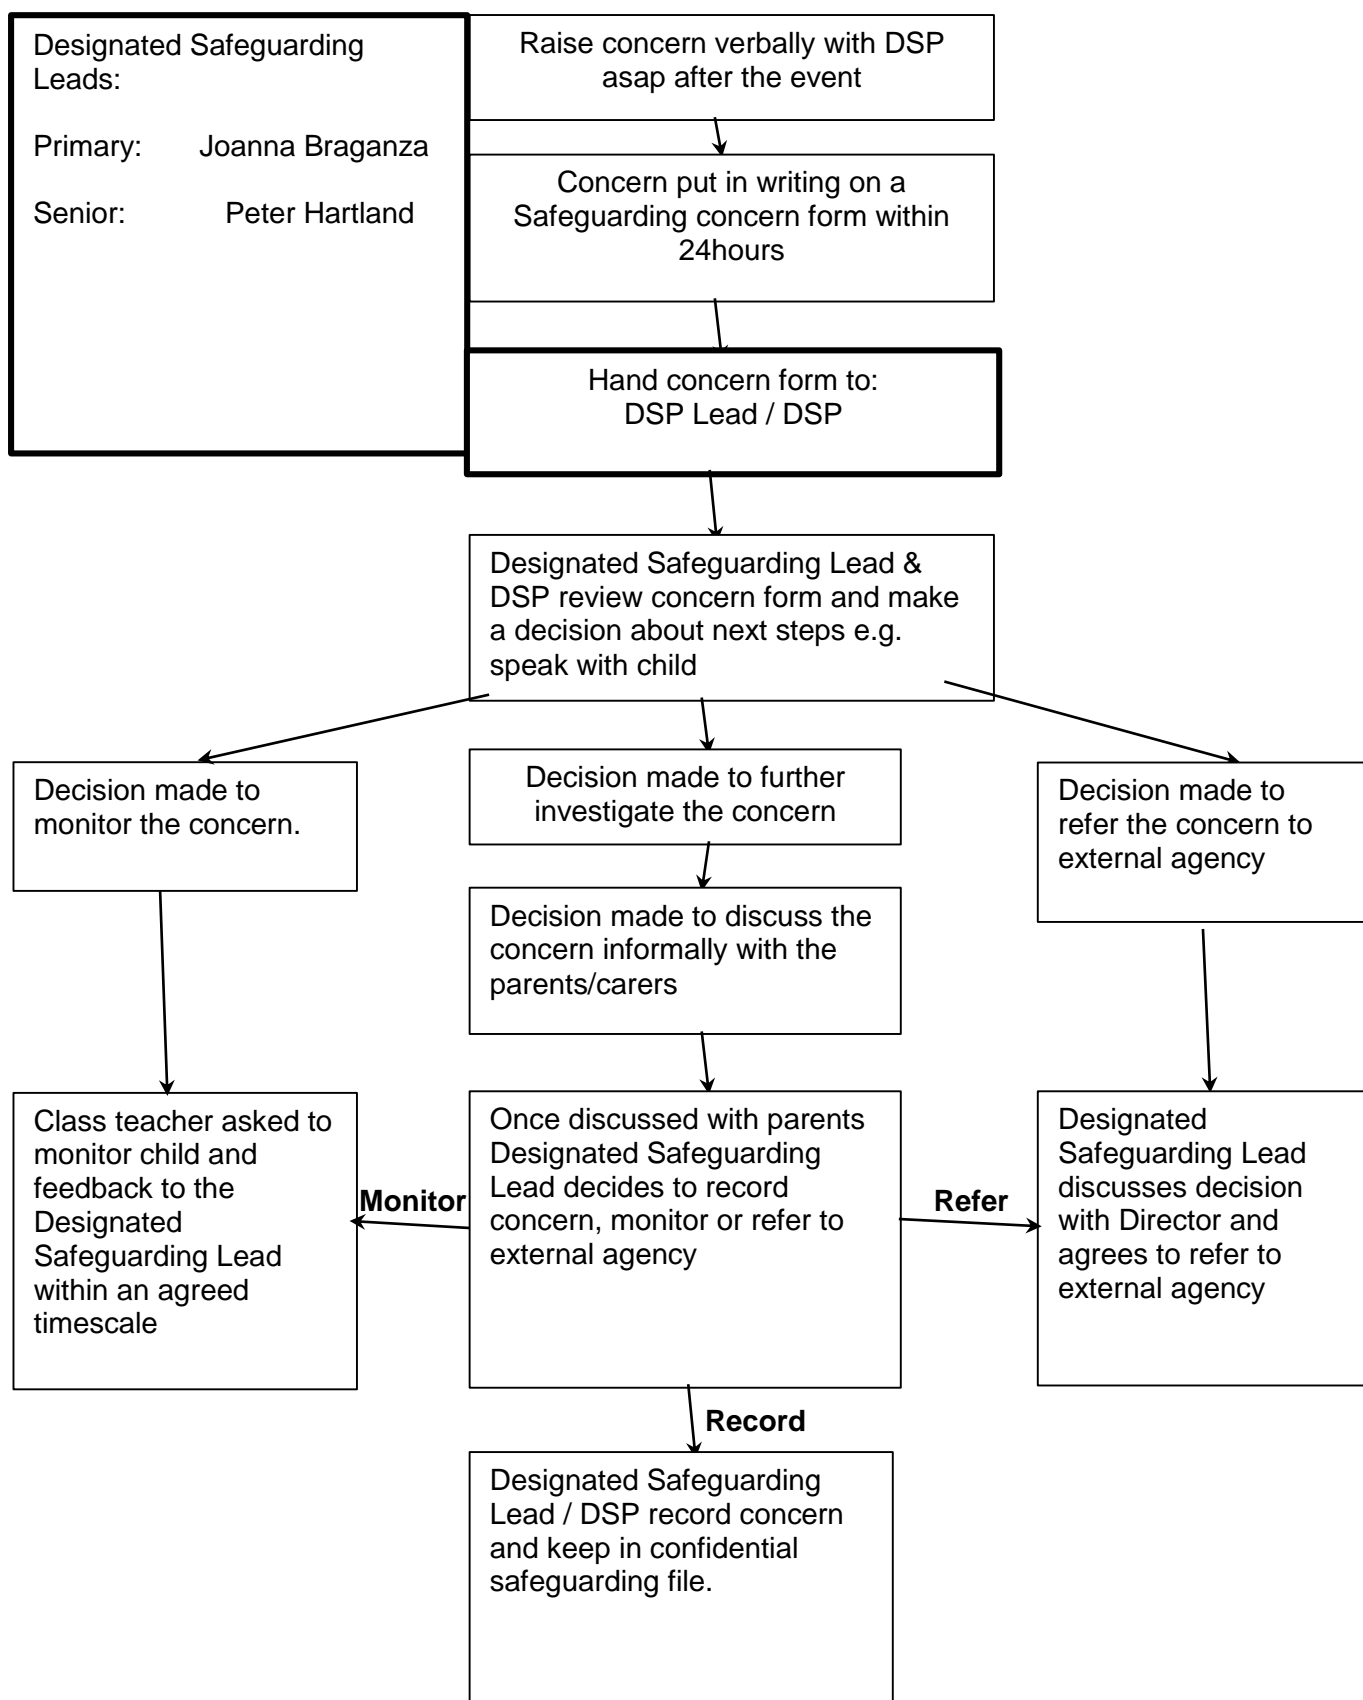 Designated Safeguarding
Leads:
Primary: Joanna Braganza
Senior: Peter Hartland
Raise concern verbally with DSP
asap after the event
Concern put in writing on a
Safeguarding concern form within
24hours
Hand concern form to:
DSP Lead / DSP
Designated Safeguarding Lead &
DSP review concern form and make
a decision about next steps e.g.
speak with child
Decision made to
monitor the concern.
Decision made to further
investigate the concern
Decision made to
refer the concern to
external agency
Decision made to discuss the
concern informally with the
parents/carers
Class teacher asked to
monitor child and
feedback to the
Designated
Safeguarding Lead
within an agreed
timescale
Monitor
Once discussed with parents
Designated Safeguarding
Lead decides to record
concern, monitor or refer to
external agency
Refer
Designated
Safeguarding Lead
discusses decision
with Director and
agrees to refer to
external agency
Record
Designated Safeguarding
Lead / DSP record concern
and keep in confidential
safeguarding file.